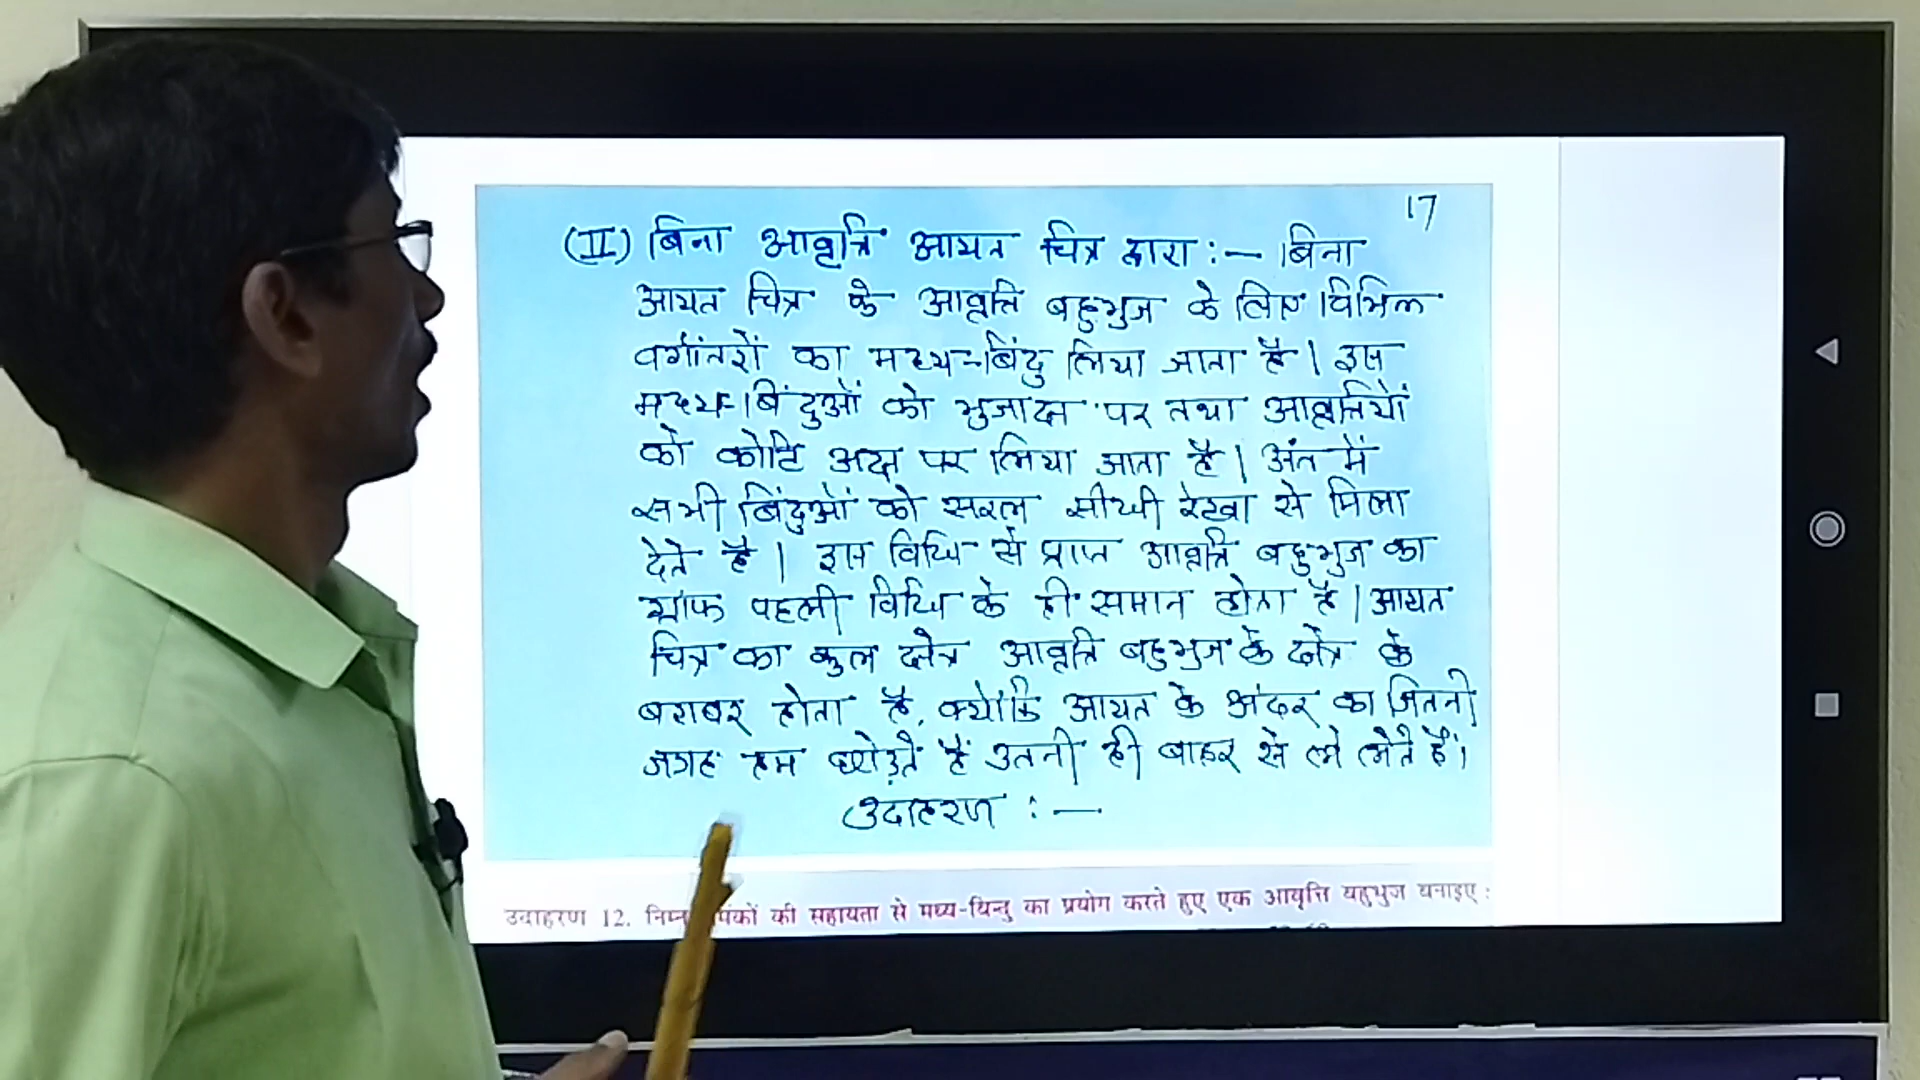 17
(II) बिना आवृत्ति आयत चित्र द्वारा :— बिना
आयत चित्र के आवृत्ति बहुभुज के लिए विभिन्न
वर्गांतरों का मध्य-बिंदु लिया जाता है। इस
मध्य-बिंदुओं को भुजाक्ष पर तथा आवृत्तियों
को कोटि अक्ष पर लिया जाता है। अंत में
सभी बिंदुओं को सरल सीधी रेखा से मिला
देते है। इस विधि से प्राप्त आवृत्ति बहुभुज का
ग्राफ पहली विधि के ही समान होता है। आयत
चित्र का कुल क्षेत्र आवृत्ति बहुभुज के क्षेत्र के
बराबर होता है, क्योंकि आयत के अंदर का जितनी
जगह हम छोड़ते हैं उतनी ही बाहर से ले लेते हैं।
उदाहरण :—
उदाहरण 12. निम्न की सहायता से मध्य-बिन्दु का प्रयोग करते हुए एक आवृत्ति बहुभुज बनाइए :